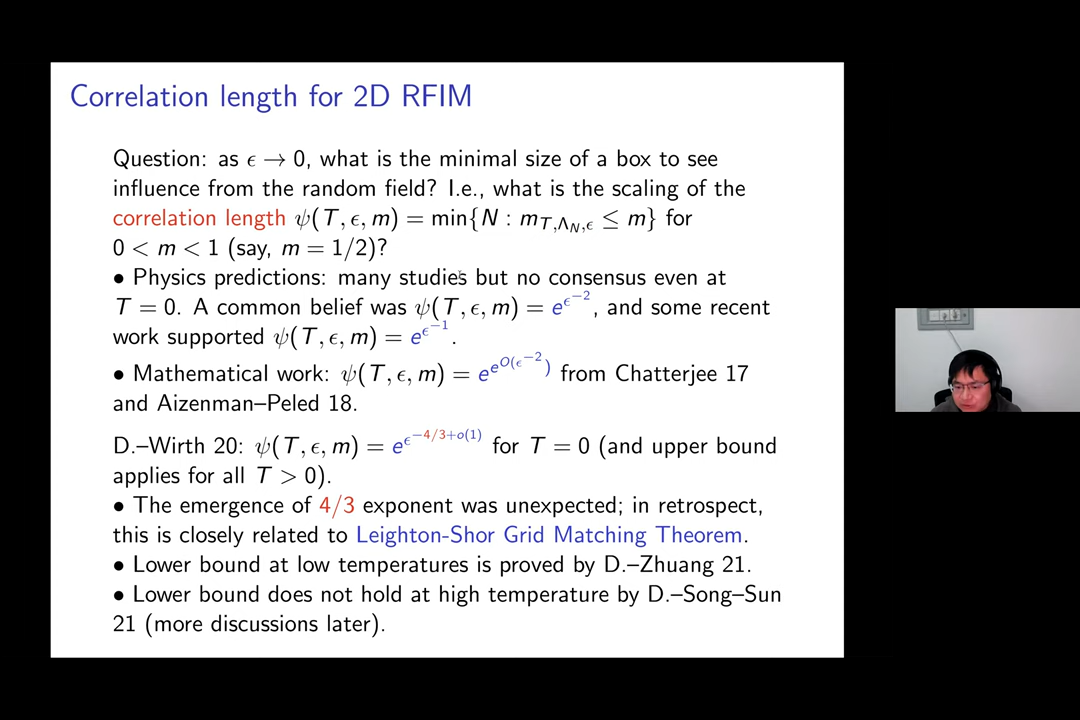 Correlation length for 2D RFIM
Question: as ϵ → 0, what is the minimal size of a box to see
influence from the random field? I.e., what is the scaling of the
correlation length ψ(T, ϵ, m) = min{N : m_{T,Λ_N,ϵ} ≤ m} for
0 < m < 1 (say, m = 1/2)?
• Physics predictions: many studies but no consensus even at
T = 0. A common belief was ψ(T, ϵ, m) = e^{ϵ^{−2}}, and some recent
work supported ψ(T, ϵ, m) = e^{ϵ^{−1}}.
• Mathematical work: ψ(T, ϵ, m) = e^{e^{O(ϵ^{−2})}} from Chatterjee 17
and Aizenman–Peled 18.
D.–Wirth 20: ψ(T, ϵ, m) = e^{ϵ^{−4/3+o(1)}} for T = 0 (and upper bound
applies for all T > 0).
• The emergence of 4/3 exponent was unexpected; in retrospect,
this is closely related to Leighton-Shor Grid Matching Theorem.
• Lower bound at low temperatures is proved by D.–Zhuang 21.
• Lower bound does not hold at high temperature by D.–Song–Sun
21 (more discussions later).